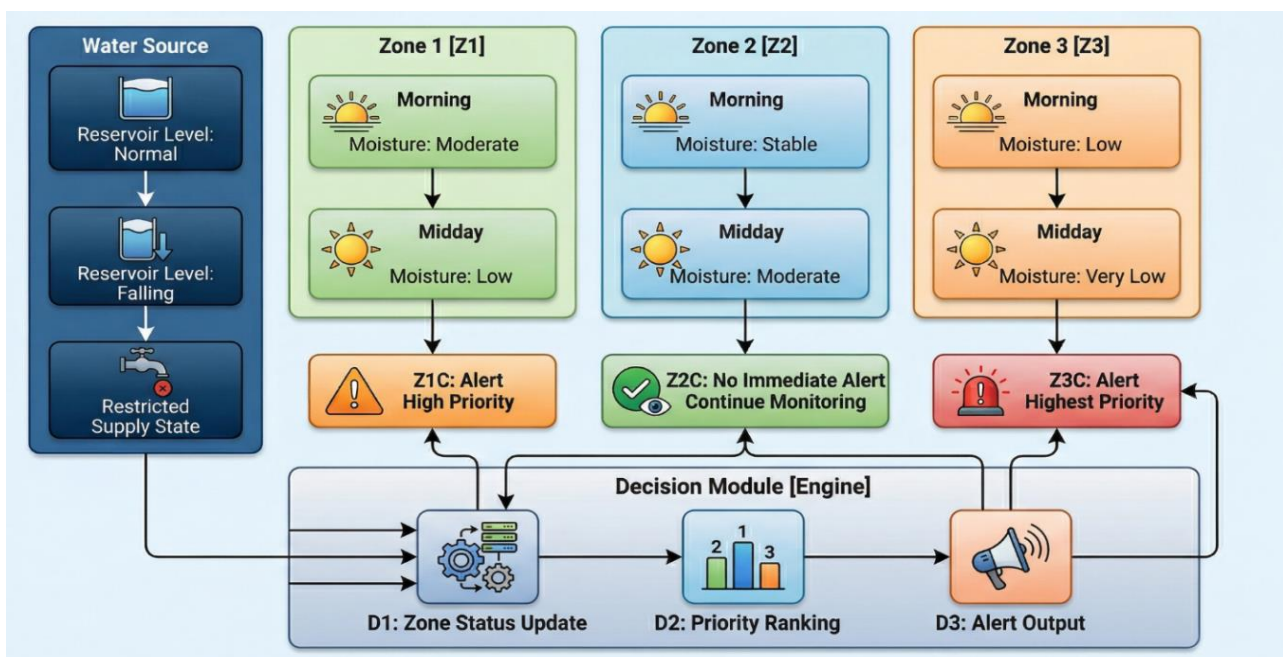 Water Source
Reservoir Level:
Normal
Reservoir Level:
Falling
Restricted
Supply State
Zone 1 [Z1]
Morning
Moisture: Moderate
Midday
Moisture: Low
Z1C: Alert
High Priority
Zone 2 [Z2]
Morning
Moisture: Stable
Midday
Moisture: Moderate
Z2C: No Immediate Alert
Continue Monitoring
Zone 3 [Z3]
Morning
Moisture: Low
Midday
Moisture: Very Low
Z3C: Alert
Highest Priority
Decision Module [Engine]
D1: Zone Status Update
2 1 3
D2: Priority Ranking
D3: Alert Output